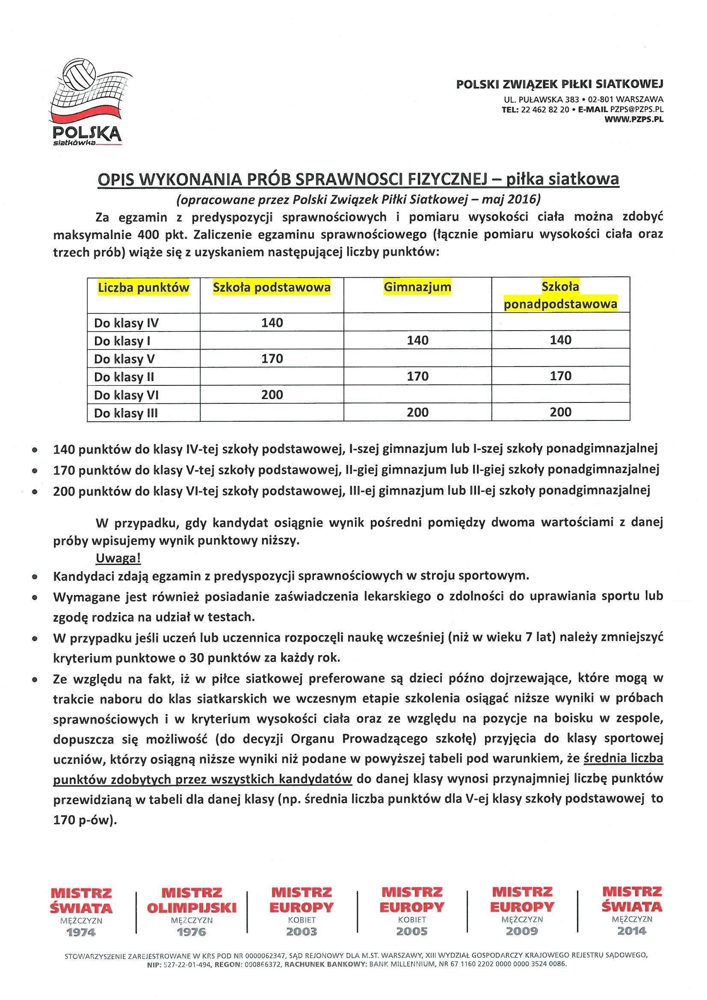 POLSKA
siatkówka
POLSKI ZWIĄZEK PIŁKI SIATKOWEJ
UL. PUŁAWSKA 383 • 02-801 WARSZAWA
TEL: 22 462 82 20 • E-MAIL PZPS@PZPS.PL
WWW.PZPS.PL
OPIS WYKONANIA PRÓB SPRAWNOSCI FIZYCZNEJ – piłka siatkowa
(opracowane przez Polski Związek Piłki Siatkowej – maj 2016)
Za egzamin z predyspozycji sprawnościowych i pomiaru wysokości ciała można zdobyć
maksymalnie 400 pkt. Zaliczenie egzaminu sprawnościowego (łącznie pomiaru wysokości ciała oraz
trzech prób) wiąże się z uzyskaniem następującej liczby punktów:
Liczba punktów Szkoła podstawowa Gimnazjum Szkoła
ponadpodstawowa
Do klasy IV 140
Do klasy I 140 140
Do klasy V 170
Do klasy II 170 170
Do klasy VI 200
Do klasy III 200 200
• 140 punktów do klasy IV-tej szkoły podstawowej, I-szej gimnazjum lub I-szej szkoły ponadgimnazjalnej
• 170 punktów do klasy V-tej szkoły podstawowej, II-giej gimnazjum lub II-giej szkoły ponadgimnazjalnej
• 200 punktów do klasy VI-tej szkoły podstawowej, III-ej gimnazjum lub III-ej szkoły ponadgimnazjalnej
W przypadku, gdy kandydat osiągnie wynik pośredni pomiędzy dwoma wartościami z danej
próby wpisujemy wynik punktowy niższy.
Uwaga!
• Kandydaci zdają egzamin z predyspozycji sprawnościowych w stroju sportowym.
• Wymagane jest również posiadanie zaświadczenia lekarskiego o zdolności do uprawiania sportu lub
zgodę rodzica na udział w testach.
• W przypadku jeśli uczeń lub uczennica rozpoczęli naukę wcześniej (niż w wieku 7 lat) należy zmniejszyć
kryterium punktowe o 30 punktów za każdy rok.
• Ze względu na fakt, iż w piłce siatkowej preferowane są dzieci późno dojrzewające, które mogą w
trakcie naboru do klas siatkarskich we wczesnym etapie szkolenia osiągać niższe wyniki w próbach
sprawnościowych i w kryterium wysokości ciała oraz ze względu na pozycje na boisku w zespole,
dopuszcza się możliwość (do decyzji Organu Prowadzącego szkołę) przyjęcia do klasy sportowej
uczniów, którzy osiągną niższe wyniki niż podane w powyższej tabeli pod warunkiem, że średnia liczba
punktów zdobytych przez wszystkich kandydatów do danej klasy wynosi przynajmniej liczbę punktów
przewidzianą w tabeli dla danej klasy (np. średnia liczba punktów dla V-ej klasy szkoły podstawowej to
170 p-ów).
MISTRZ MISTRZ MISTRZ MISTRZ MISTRZ MISTRZ
ŚWIATA OLIMPIJSKI EUROPY EUROPY EUROPY ŚWIATA
MĘŻCZYZN MĘŻCZYZN KOBIET KOBIET MĘŻCZYZN MĘŻCZYZN
1974 1976 2003 2005 2009 2014
STOWARZYSZENIE ZAREJESTROWANE W KRS POD NR 0000062347, SĄD REJONOWY DLA M.ST. WARSZAWY, XIII WYDZIAŁ GOSPODARCZY KRAJOWEGO REJESTRU SĄDOWEGO,
NIP: 527-22-01-494, REGON: 000866372, RACHUNEK BANKOWY: BANK MILLENNIUM, NR 67 1160 2202 0000 0000 3524 0086.